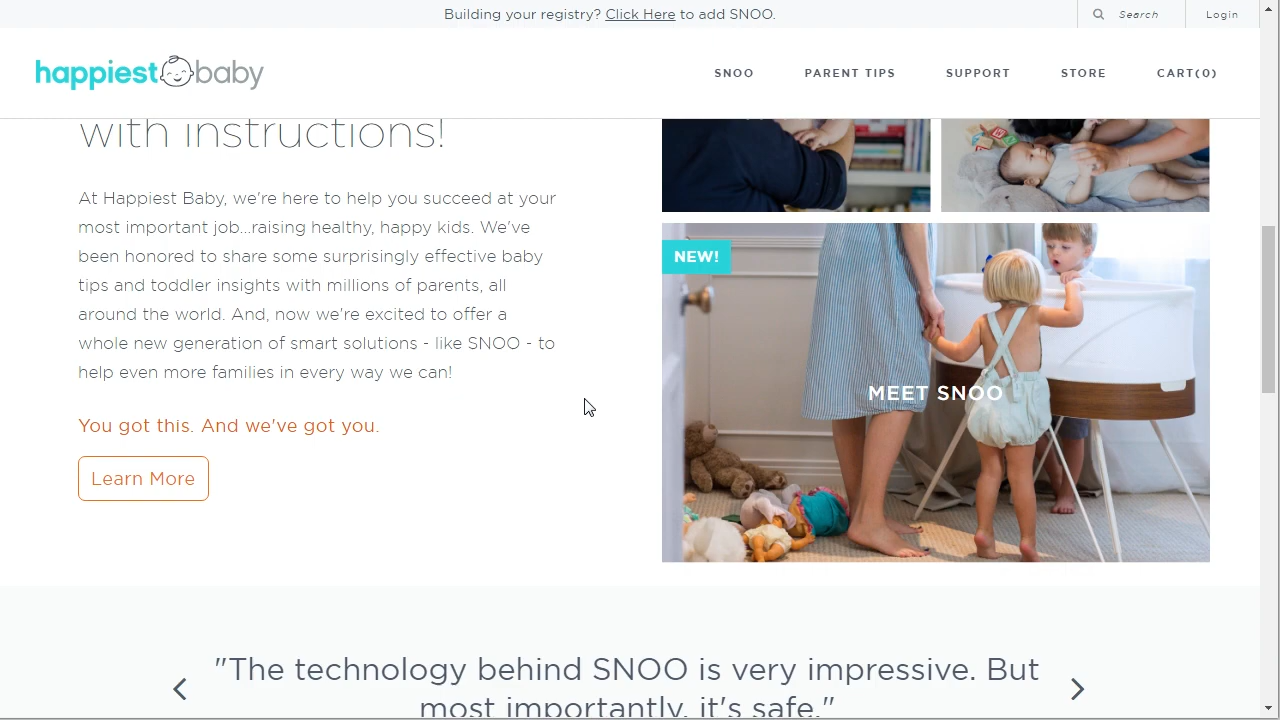 Building your registry? Click Here to add SNOO.
Search
Login
happiest baby
SNOO
PARENT TIPS
SUPPORT
STORE
CART(0)
with instructions!
At Happiest Baby, we're here to help you succeed at your
most important job...raising healthy, happy kids. We've
been honored to share some surprisingly effective baby
tips and toddler insights with millions of parents, all
around the world. And, now we're excited to offer a
whole new generation of smart solutions - like SNOO - to
help even more families in every way we can!
You got this. And we've got you.
Learn More
NEW!
MEET SNOO
"The technology behind SNOO is very impressive. But
most importantly, it's safe."